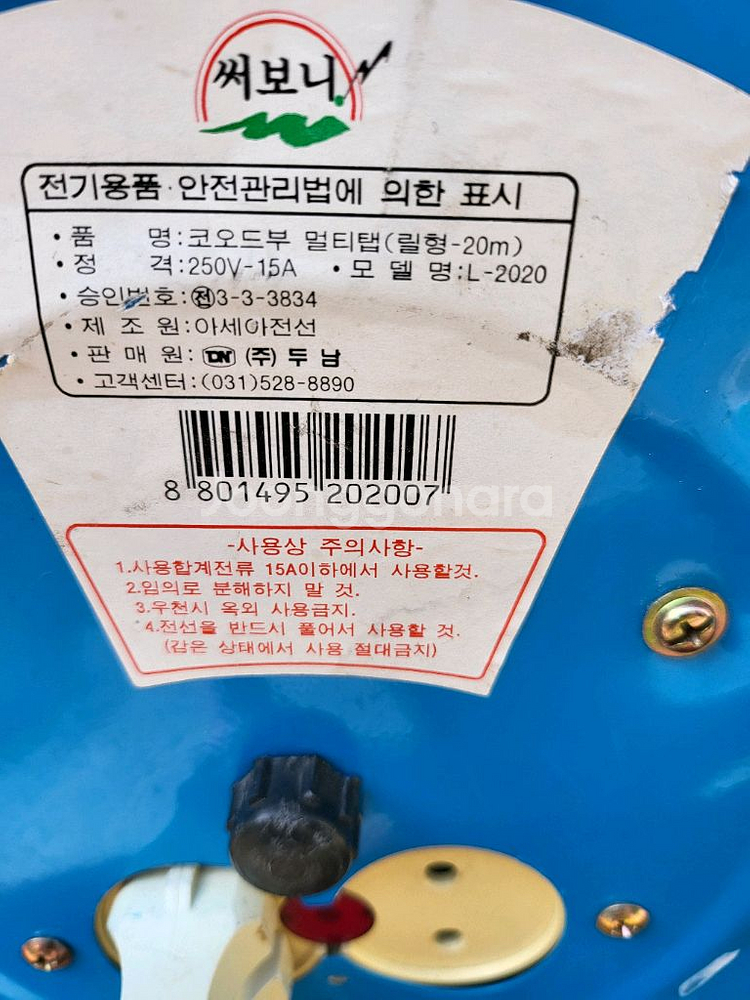 써보니
전기용품 안전관리법에 의한 표시
· 품 명:코오드부 멀티탭(릴형-20m)
· 정 격:250V-15A · 모 델 명:L-2020
· 승인번호:㉠3-3-3834
· 제 조 원:아세아전선
· 판 매 원: DN (주) 두 남
· 고객센터:(031)528-8890
8 801495 202007
joonggonara
-사용상 주의사항-
1.사용합계전류 15A이하에서 사용할것.
2.임의로 분해하지 말 것.
3.우천시 옥외 사용금지.
4.전선을 반드시 풀어서 사용할 것.
(감은 상태에서 사용 절대금지)